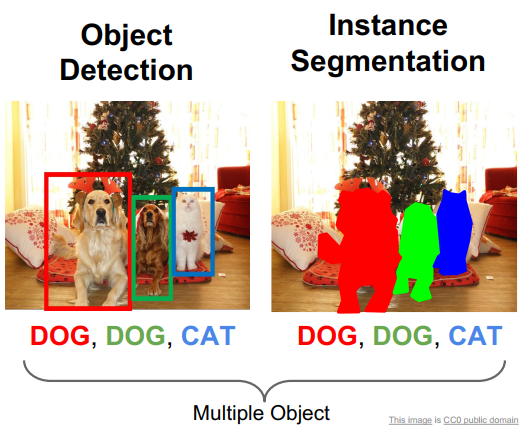 Object
Detection
Instance
Segmentation
DOG, DOG, CAT
DOG, DOG, CAT
Multiple Object
This image is CC0 public domain